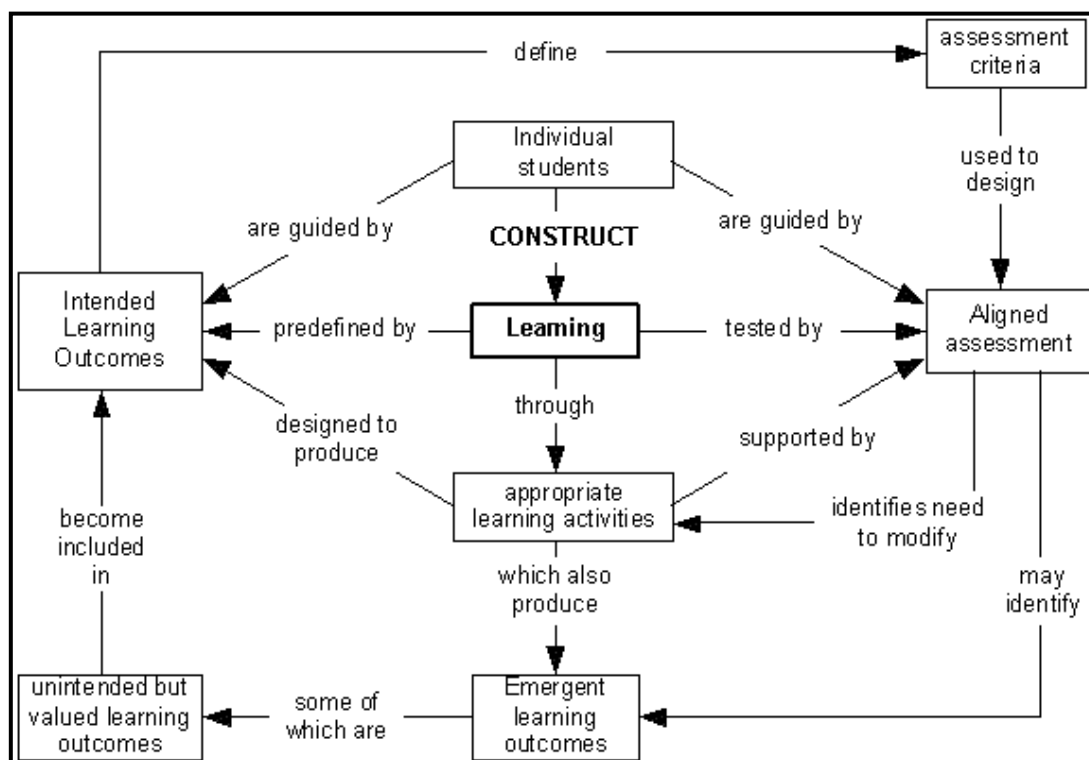 define
assessment
criteria
Individual
students
used to
design
are guided by
are guided by
CONSTRUCT
Intended
Learning
Outcomes
predefined by
Learning
tested by
Aligned
assessment
through
designed to
produce
supported by
appropriate
learning activities
identifies need
to modify
become
included
in
which also
produce
may
identify
unintended but
valued learning
outcomes
some of
which are
Emergent
learning
outcomes